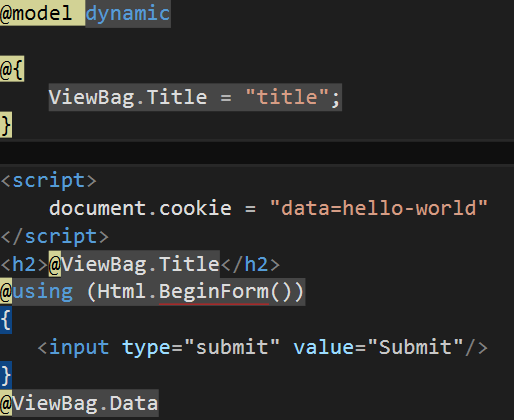 @model dynamic
@{
ViewBag.Title = "title";
}
<script>
document.cookie = "data=hello-world"
</script>
<h2>@ViewBag.Title</h2>
@using (Html.BeginForm())
{
<input type="submit" value="Submit"/>
}
@ViewBag.Data